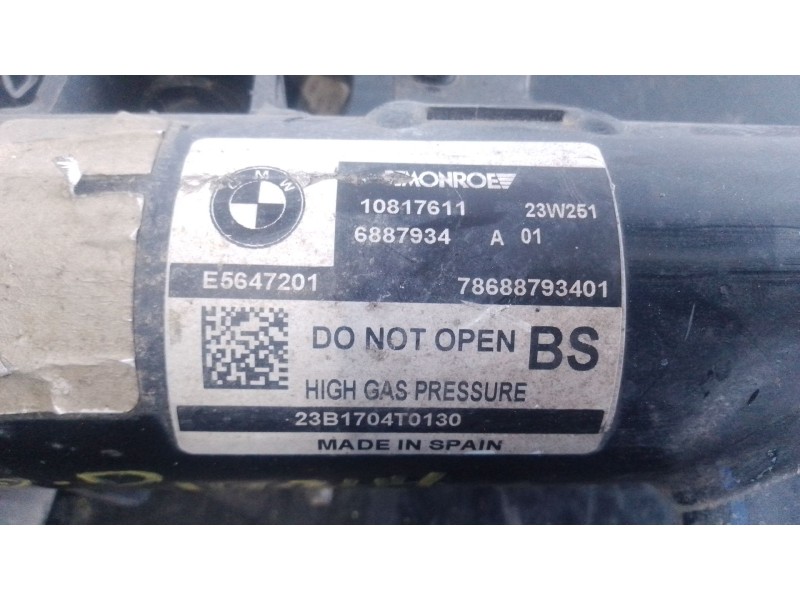 BMW
MONROE
10817611 23W251
6887934 A 01
E5647201 78688793401
DO NOT OPEN BS
HIGH GAS PRESSURE
23B1704T0130
MADE IN SPAIN